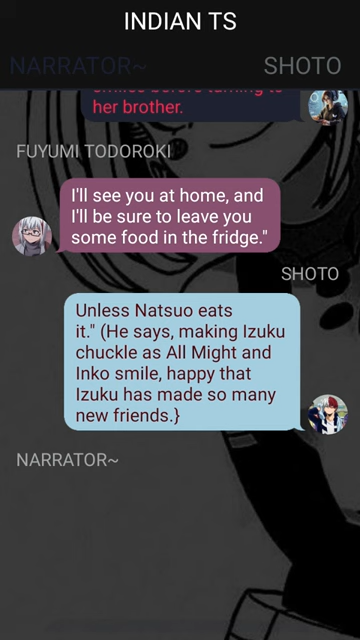 INDIAN TS
NARRATOR~
SHOTO
smiles before turning to
her brother.
FUYUMI TODOROKI
I'll see you at home, and
I'll be sure to leave you
some food in the fridge."
SHOTO
Unless Natsuo eats
it." (He says, making Izuku
chuckle as All Might and
Inko smile, happy that
Izuku has made so many
new friends.}
NARRATOR~